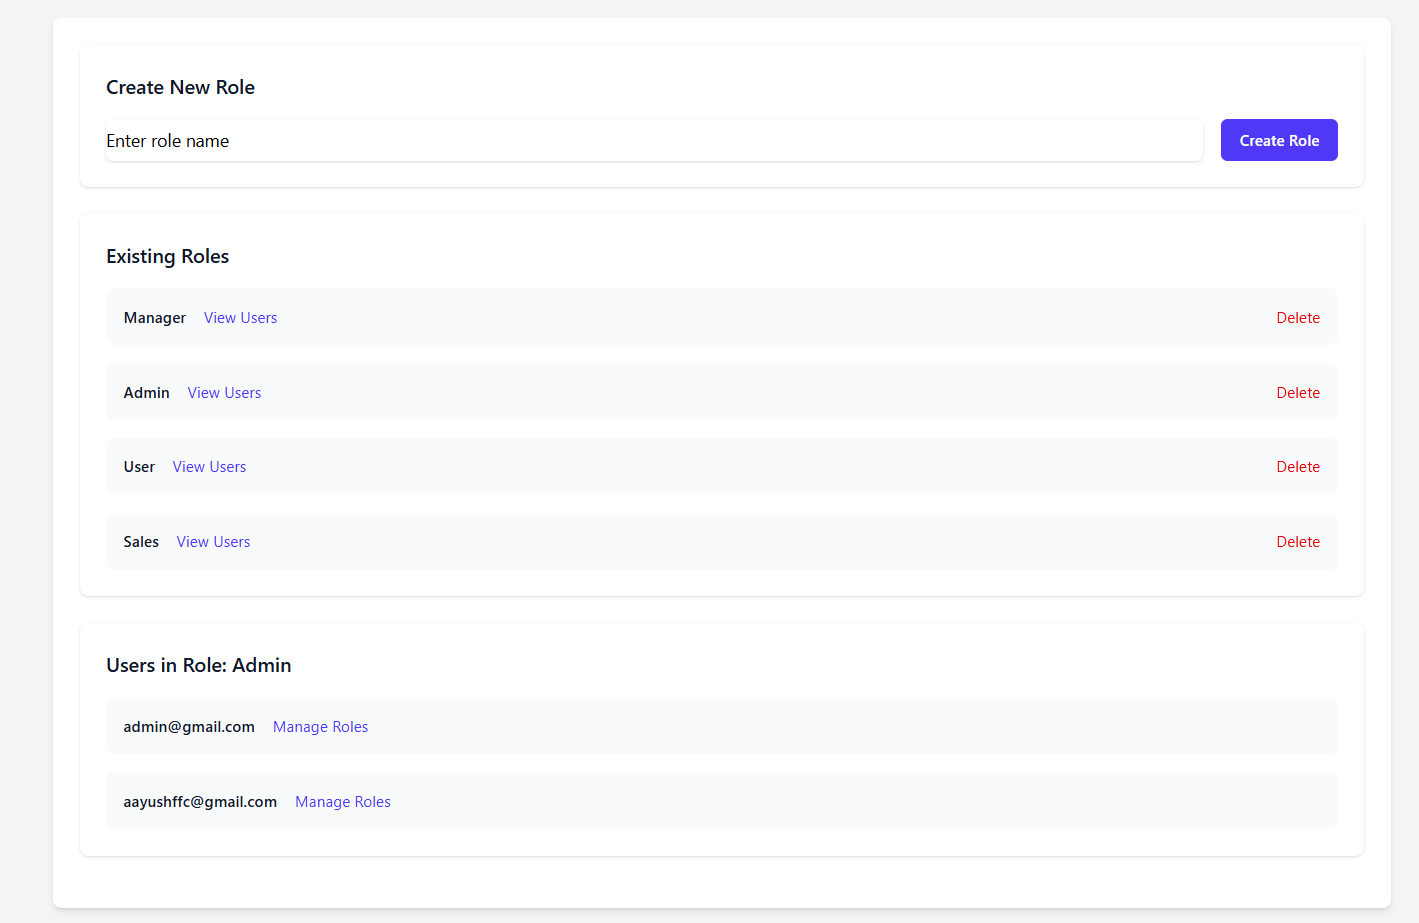 Create New Role
Enter role name Create Role
Existing Roles
Manager View Users Delete
Admin View Users Delete
User View Users Delete
Sales View Users Delete
Users in Role: Admin
admin@gmail.com Manage Roles
aayushffc@gmail.com Manage Roles